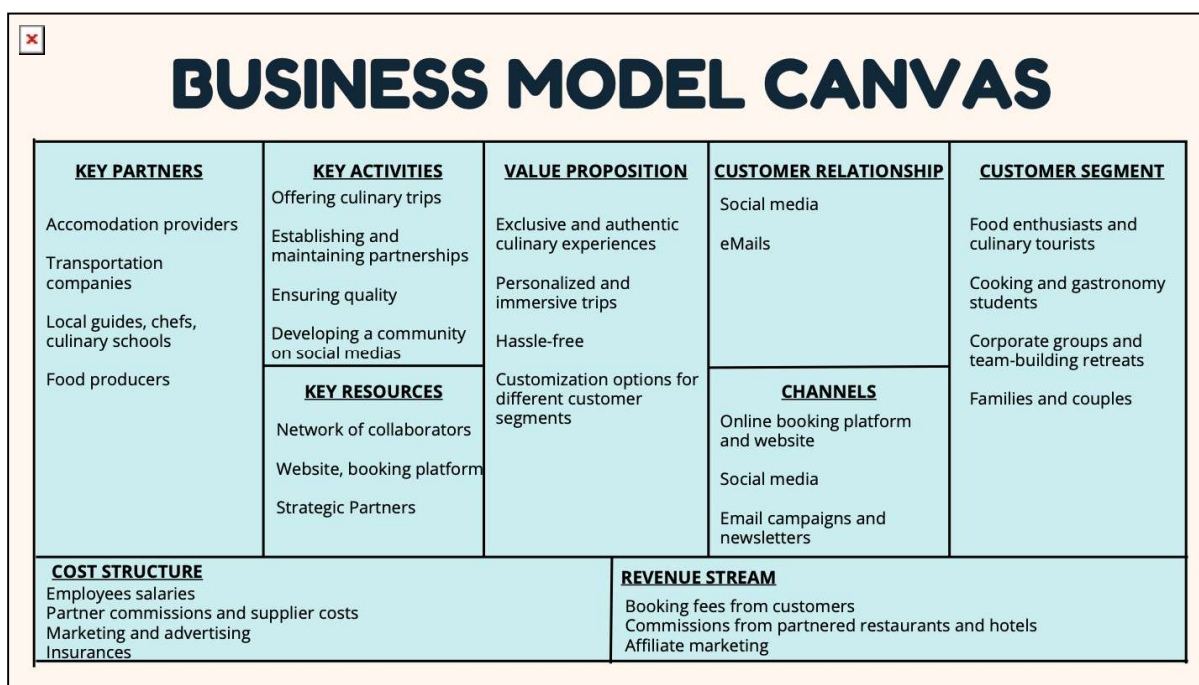 BUSINESS MODEL CANVAS
KEY PARTNERS
Accomodation providers
Transportation
companies
Local guides, chefs,
culinary schools
Food producers
KEY ACTIVITIES
Offering culinary trips
Establishing and
maintaining partnerships
Ensuring quality
Developing a community
on social medias
KEY RESOURCES
Network of collaborators
Website, booking platform
Strategic Partners
VALUE PROPOSITION
Exclusive and authentic
culinary experiences
Personalized and
immersive trips
Hassle-free
Customization options for
different customer
segments
CUSTOMER RELATIONSHIP
Social media
eMails
CHANNELS
Online booking platform
and website
Social media
Email campaigns and
newsletters
CUSTOMER SEGMENT
Food enthusiasts and
culinary tourists
Cooking and gastronomy
students
Corporate groups and
team-building retreats
Families and couples
COST STRUCTURE
Employees salaries
Partner commissions and supplier costs
Marketing and advertising
Insurances
REVENUE STREAM
Booking fees from customers
Commissions from partnered restaurants and hotels
Affiliate marketing